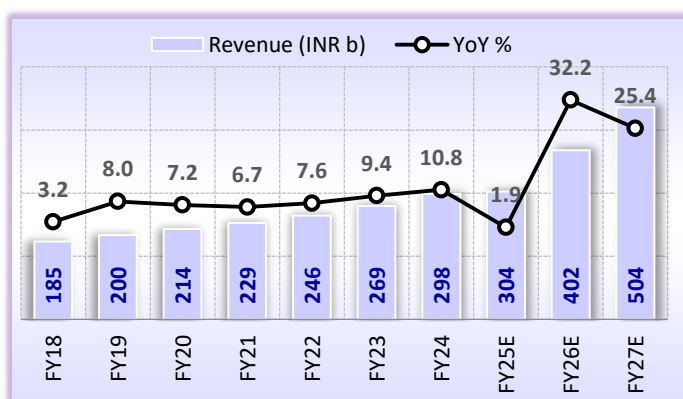 Revenue (INR b) YoY %
32.2
25.4
3.2 8.0 7.2 6.7 7.6 9.4 10.8 1.9
185 200 214 229 246 269 298 304 402 504
FY18 FY19 FY20 FY21 FY22 FY23 FY24 FY25E FY26E FY27E